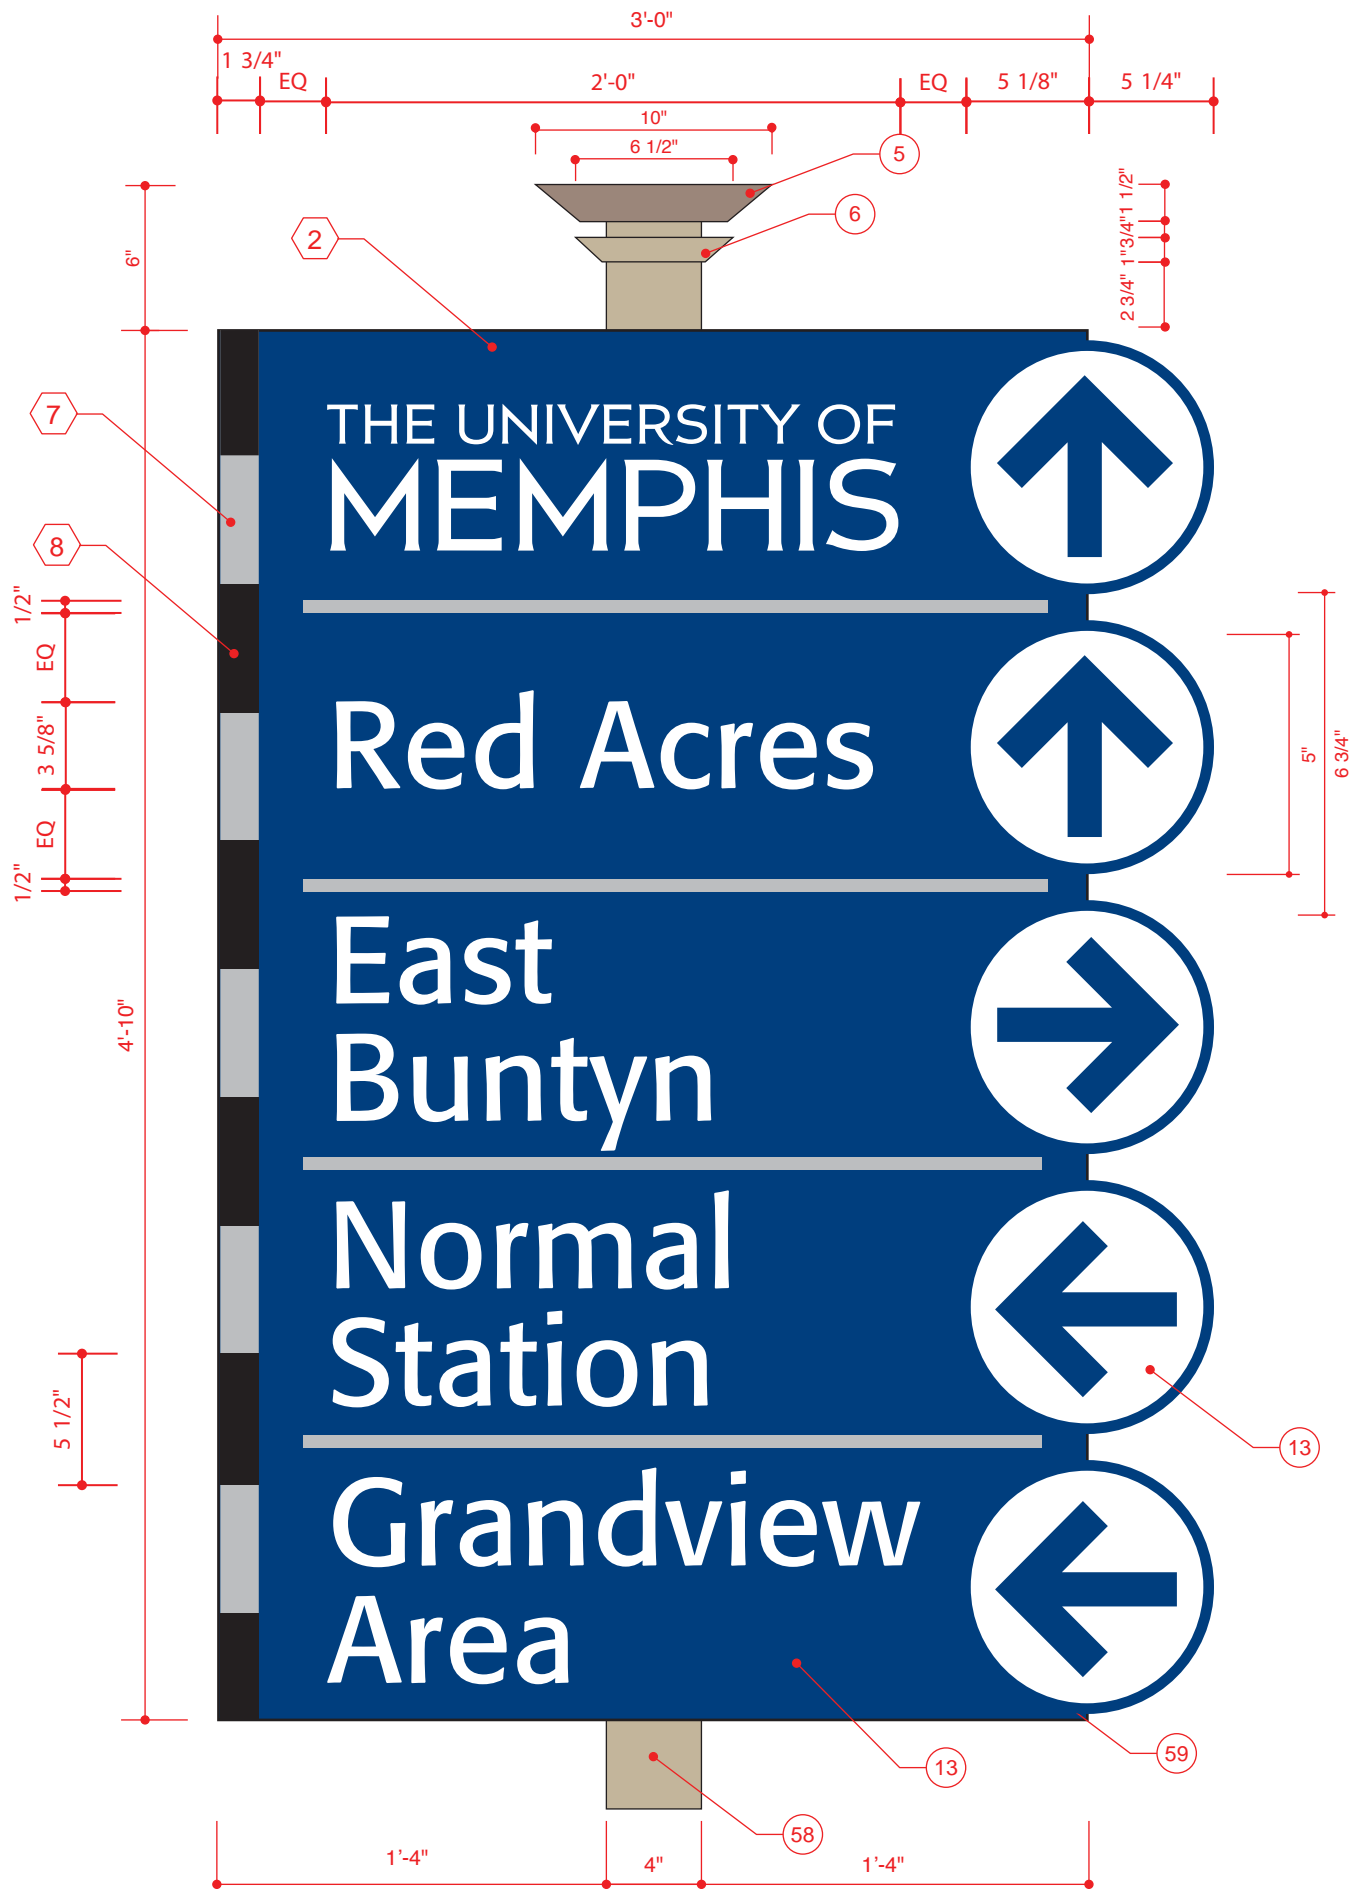 3'-0"
1 3/4"
EQ
2'-0"
EQ
5 1/8"
5 1/4"
10"
6 1/2"
5
6
2
6"
1 1/2"
3/4"
1"
2 3/4"
7
8
THE UNIVERSITY OF
MEMPHIS
1/2"
EQ
3 5/8"
EQ
1/2"
Red Acres
5"
6 3/4"
4'-10"
East
Buntyn
Normal
Station
5 1/2"
13
Grandview
Area
59
13
58
1'-4"
4"
1'-4"